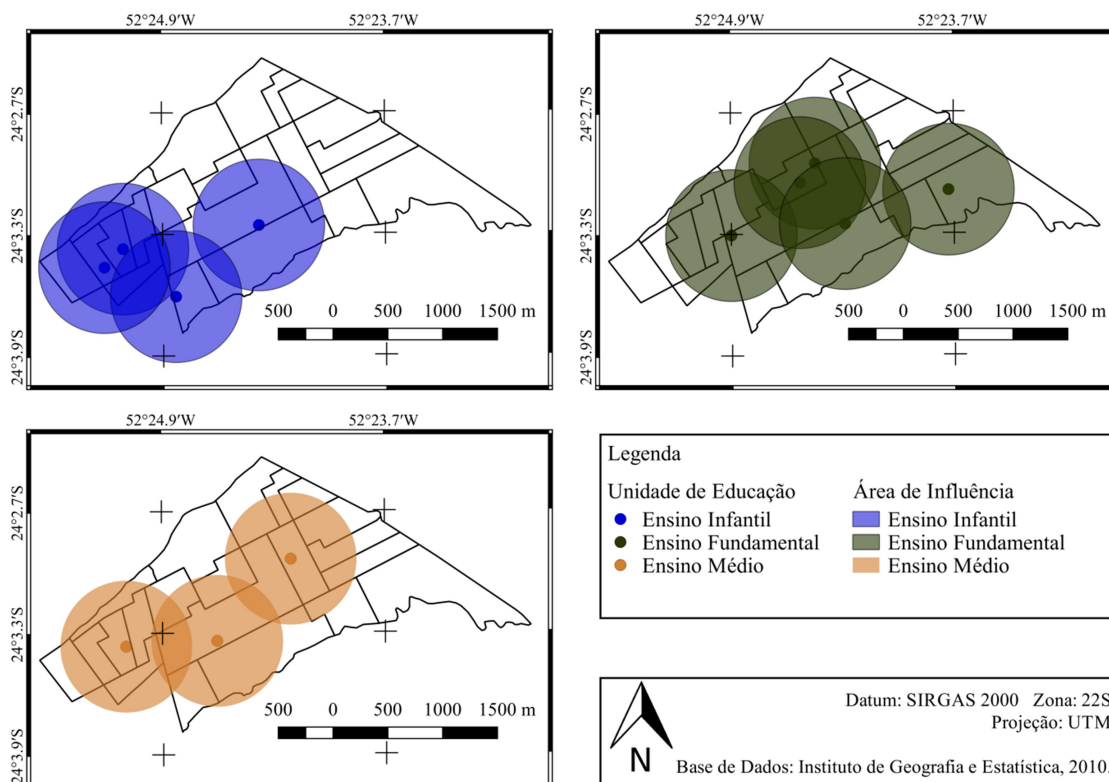 52°24.9'W 52°23.7'W
24°2.7'S
24°3.3'S
24°3.9'S
500 0 500 1000 1500 m
52°24.9'W 52°23.7'W
24°2.7'S
24°3.3'S
24°3.9'S
500 0 500 1000 1500 m
52°24.9'W 52°23.7'W
24°2.7'S
24°3.3'S
24°3.9'S
500 0 500 1000 1500 m
Legenda
Unidade de Educação Área de Influência
Ensino Infantil Ensino Infantil
Ensino Fundamental Ensino Fundamental
Ensino Médio Ensino Médio
N
Datum: SIRGAS 2000 Zona: 22S
Projeção: UTM
Base de Dados: Instituto de Geografia e Estatística, 2010.